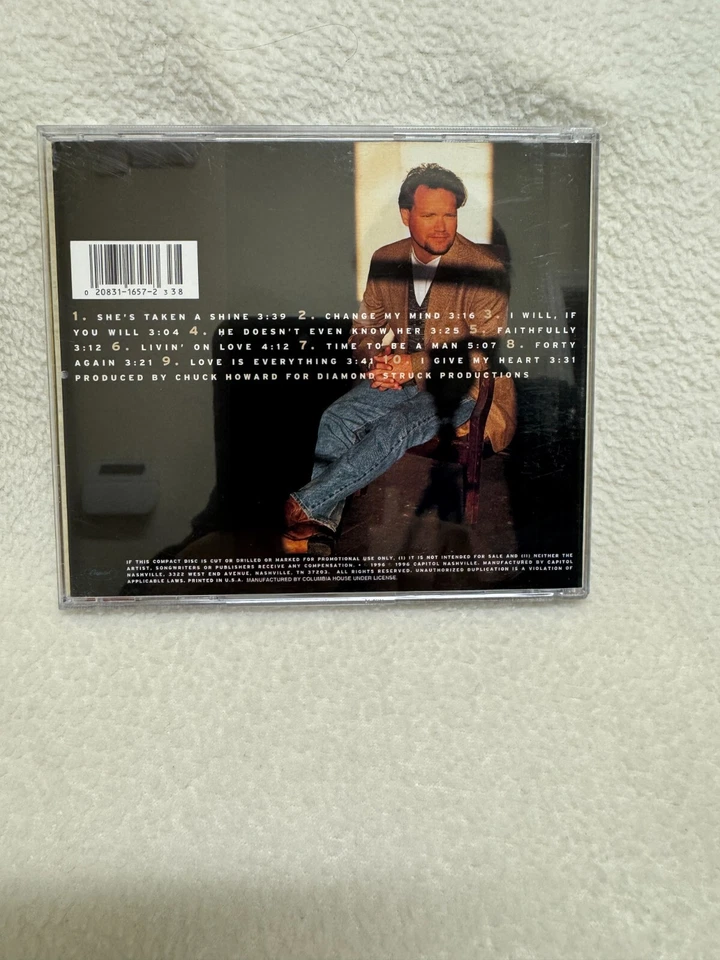 0 20831-1657-2 3 38
1. SHE'S TAKEN A SHINE 3:39 2. CHANGE MY MIND 3:16 3. I WILL, IF
YOU WILL 3:04 4. HE DOESN'T EVEN KNOW HER 3:25 5. FAITHFULLY
3:12 6. LIVIN' ON LOVE 4:12 7. TIME TO BE A MAN 5:07 8. FORTY
AGAIN 3:21 9. LOVE IS EVERYTHING 3:41 10. I GIVE MY HEART 3:31
PRODUCED BY CHUCK HOWARD FOR DIAMOND STRUCK PRODUCTIONS
IF THIS COMPACT DISC IS CUT OR DRILLED OR MARKED FOR PROMOTIONAL USE ONLY, (I) IT IS NOT INTENDED FOR SALE AND (II) NEITHER THE
ARTIST, SONGWRITERS OR PUBLISHERS RECEIVE ANY COMPENSATION. ℗ © 1996 CAPITOL NASHVILLE. MANUFACTURED BY CAPITOL
NASHVILLE, 3322 WEST END AVENUE, NASHVILLE, TN 37203. ALL RIGHTS RESERVED. UNAUTHORIZED DUPLICATION IS A VIOLATION OF
APPLICABLE LAWS. PRINTED IN U.S.A. MANUFACTURED BY COLUMBIA HOUSE UNDER LICENSE.